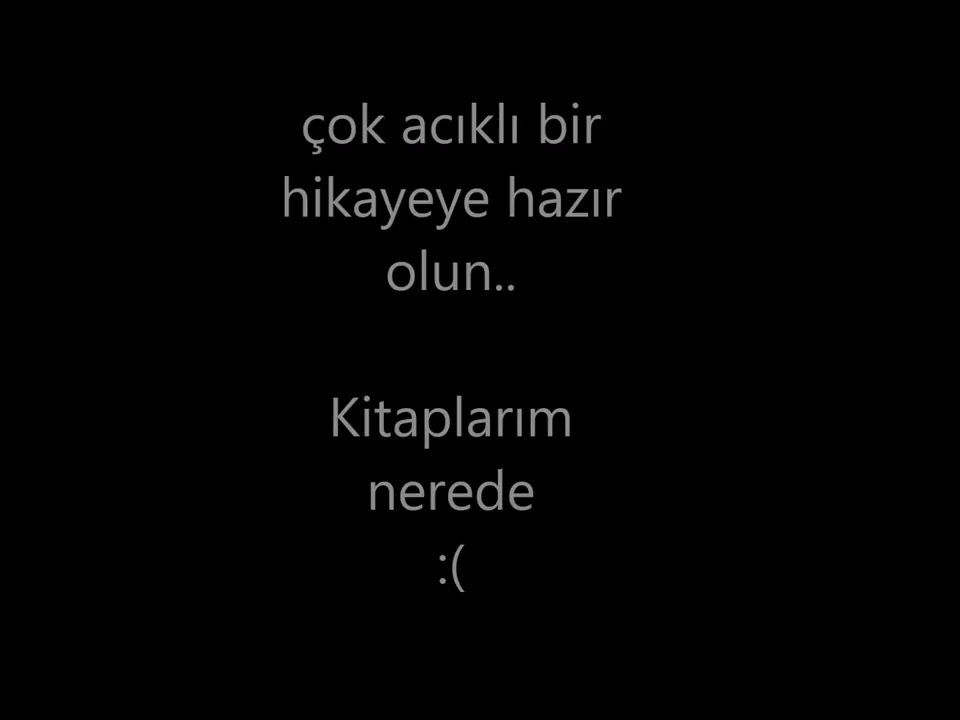 çok acıklı bir
hikayeye hazır
olun..
Kitaplarım
nerede
:(